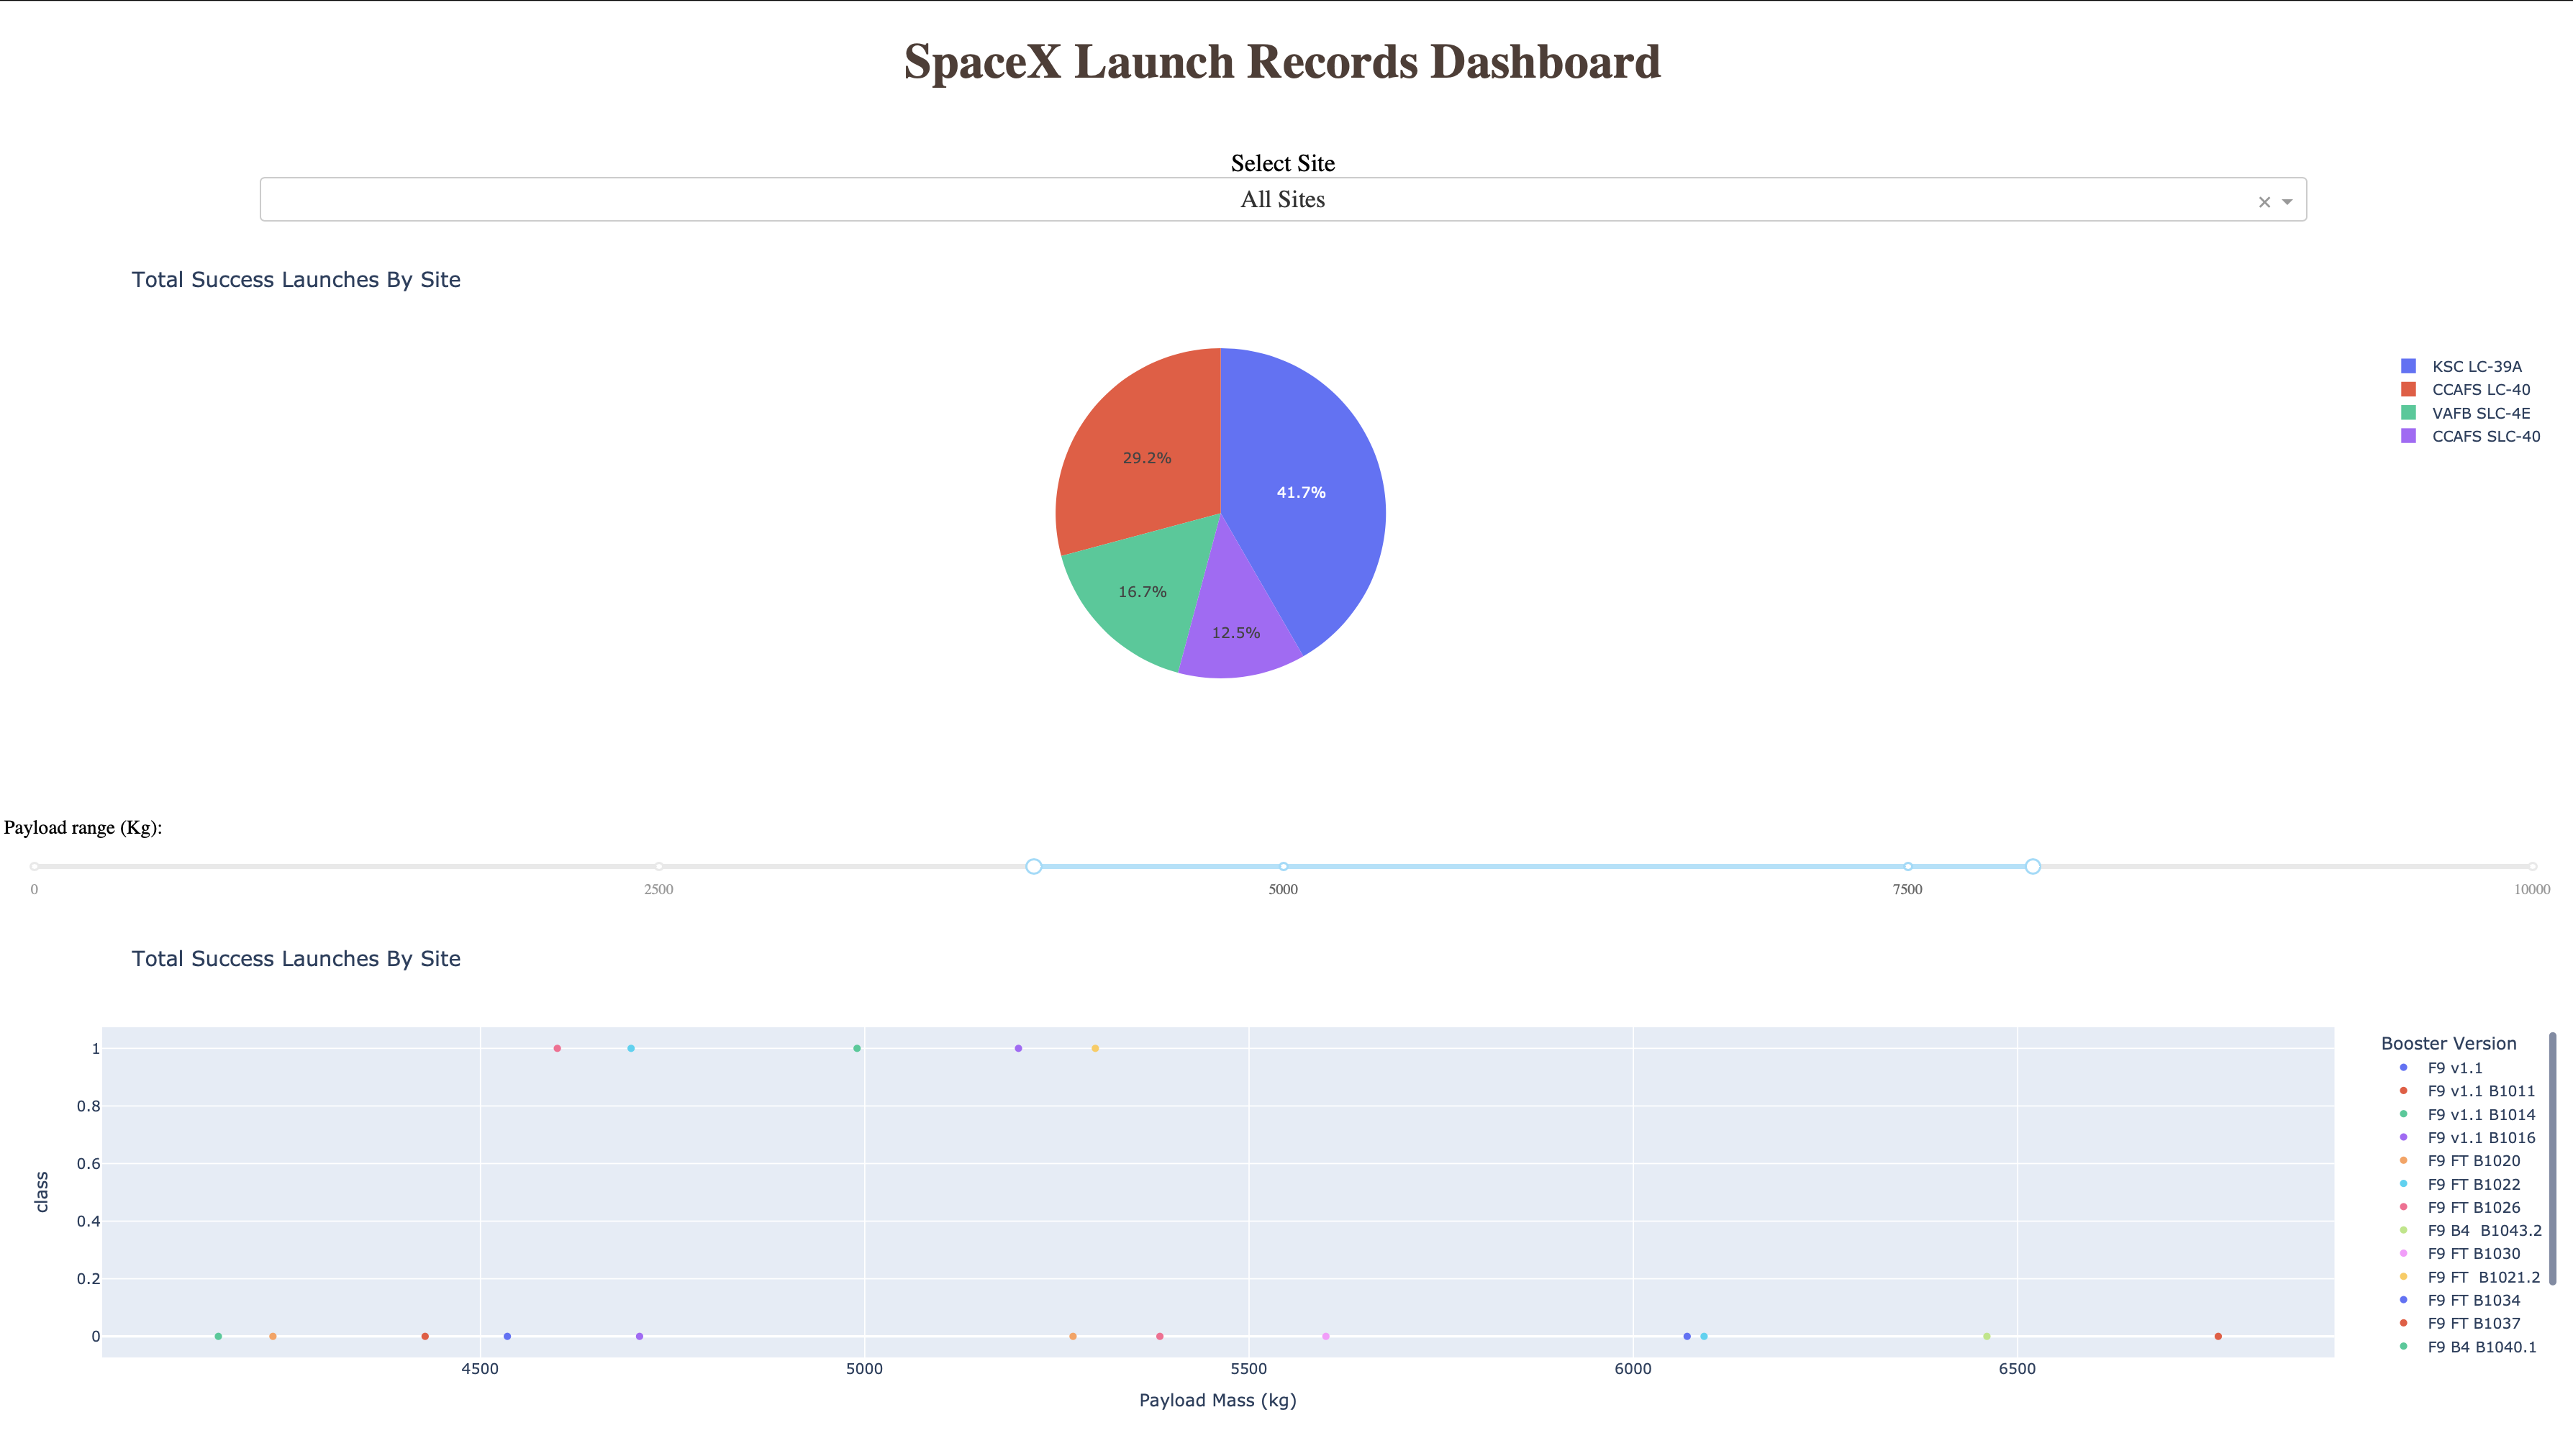 SpaceX Launch Records Dashboard
Select Site
All Sites
Total Success Launches By Site
KSC LC-39A
CCAFS LC-40
VAFB SLC-4E
CCAFS SLC-40
29.2%
41.7%
16.7%
12.5%
Payload range (Kg):
0 2500 5000 7500 10000
Total Success Launches By Site
1
0.8
0.6
0.4
0.2
0
class
4500 5000 5500 6000 6500
Payload Mass (kg)
Booster Version
F9 v1.1
F9 v1.1 B1011
F9 v1.1 B1014
F9 v1.1 B1016
F9 FT B1020
F9 FT B1022
F9 FT B1026
F9 B4  B1043.2
F9 FT B1030
F9 FT  B1021.2
F9 FT B1034
F9 FT B1037
F9 B4 B1040.1